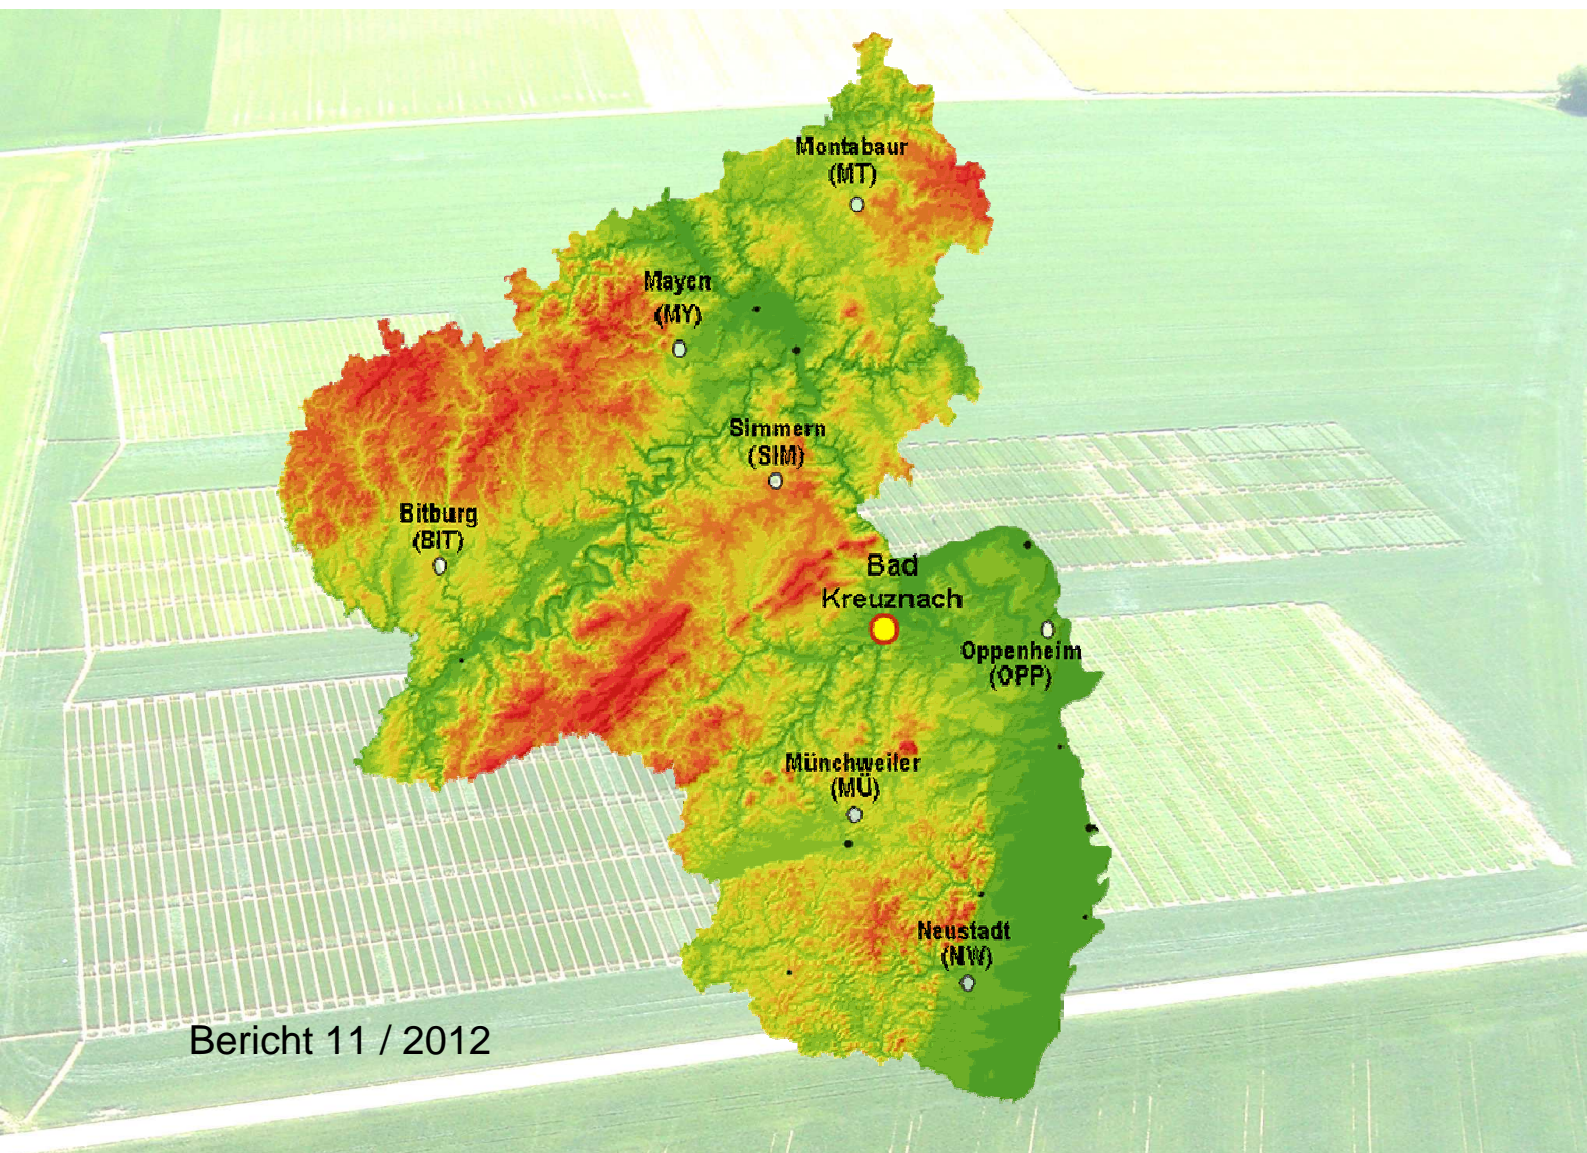 Montabaur
(MT)
Mayen
(MY)
Simmern
(SIM)
Bitburg
(BIT)
Bad
Kreuznach
Oppenheim
(OPP)
Münchweiler
(MÜ)
Neustadt
(NW)
Bericht 11 / 2012